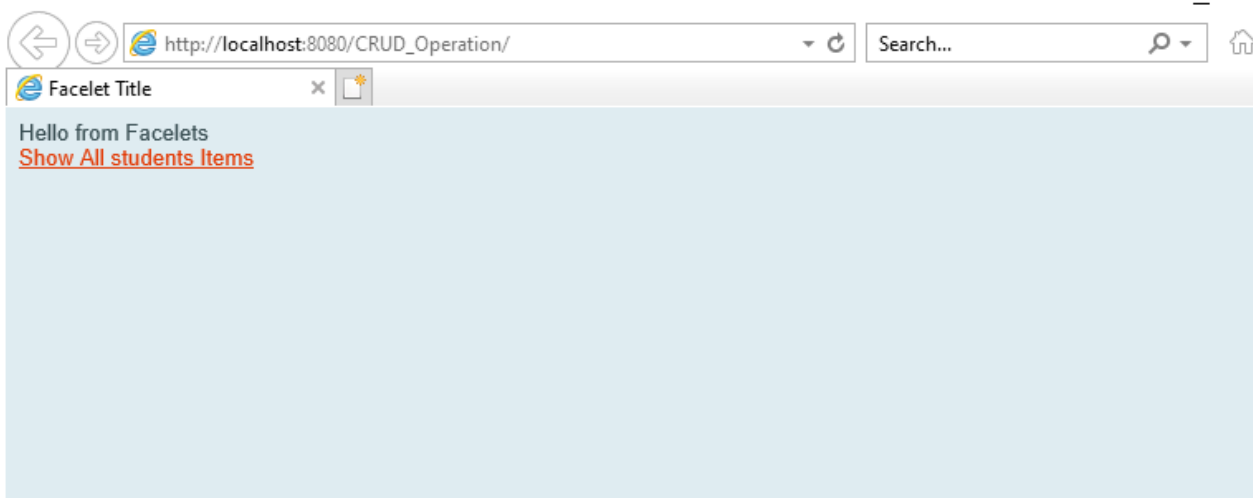 http://localhost:8080/CRUD_Operation/
Search...
Facelet Title
Hello from Facelets
Show All students Items